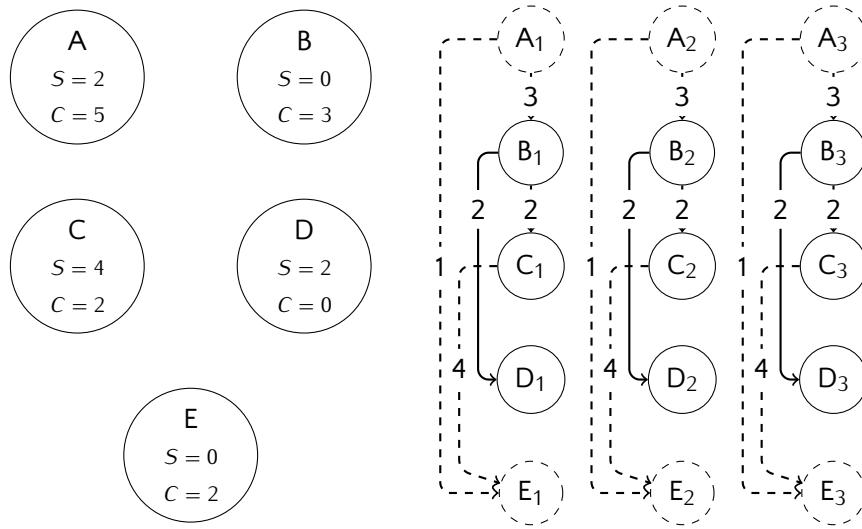 A
S = 2
C = 5
B
S = 0
C = 3
C
S = 4
C = 2
D
S = 2
C = 0
E
S = 0
C = 2
A1 A2 A3
3 3 3
B1 B2 B3
2 2 2 2 2 2
1 C1 1 C2 1 C3
4 D1 4 D2 4 D3
E1 E2 E3